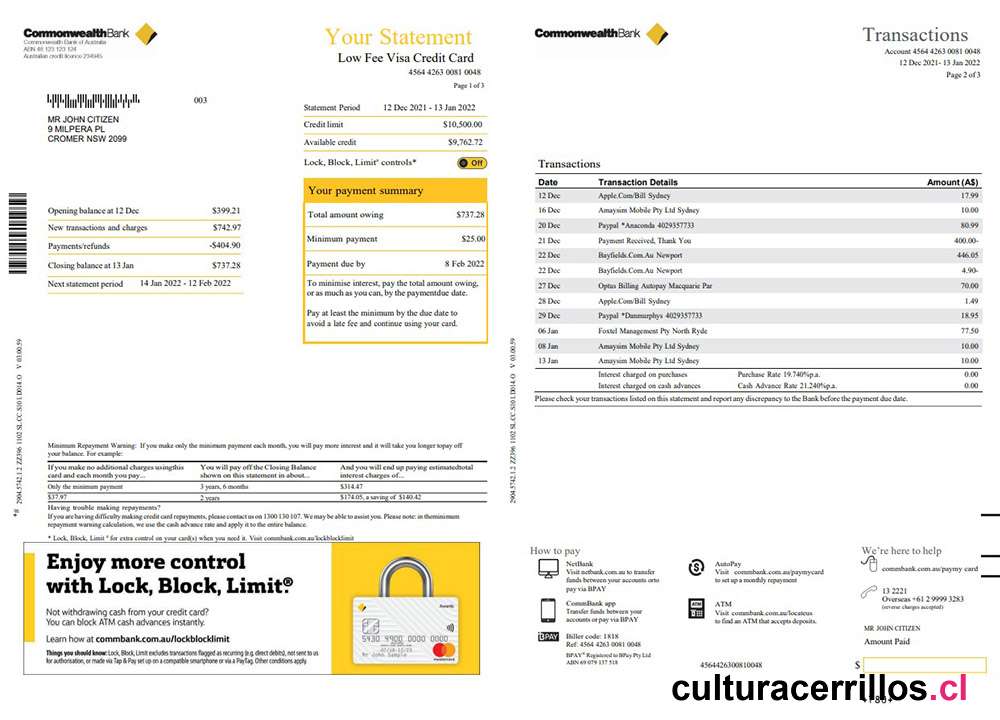 CommonwealthBank
Commonwealth Bank of Australia
ABN 48 123 123 124
Australian credit licence 234945
Your Statement
Low Fee Visa Credit Card
4564 4263 0081 0048
Page 1 of 3
003
MR JOHN CITIZEN
9 MILPERA PL
CROMER NSW 2099
Statement Period 12 Dec 2021 - 13 Jan 2022
Credit limit $10,500.00
Available credit $9,762.72
Lock, Block, Limit® controls* Off
Your payment summary
Total amount owing $737.28
Minimum payment $25.00
Payment due by 8 Feb 2022
To minimise interest, pay the total amount owing,
or as much as you can, by the paymentdue date.
Pay at least the minimum by the due date to
avoid a late fee and continue using your card.
Opening balance at 12 Dec $399.21
New transactions and charges $742.97
Payments/refunds -$404.90
Closing balance at 13 Jan $737.28
Next statement period 14 Jan 2022 - 12 Feb 2022
Minimum Repayment Warning: If you make only the minimum payment each month, you will pay more interest and it will take you longer topay off
your balance. For example:
If you make no additional charges usingthis card and each month you pay... You will pay off the Closing Balance shown on this statement in about... And you will end up paying estimatedtotal interest charges of...
Only the minimum payment 3 years, 6 months $314.47
$37.97 2 years $174.05, a saving of $140.42
Having trouble making repayments?
If you are having difficulty making credit card repayments, please contact us on 1300 130 107. We may be able to assist you. Please note: in theminimum
repayment warning calculation, we use the cash advance rate and apply it to the entire balance.
* Lock, Block, Limit ® for extra control on your card(s) when you need it. Visit commbank.com.au/lockblocklimit
Enjoy more control
with Lock, Block, Limit®
Not withdrawing cash from your credit card?
You can block ATM cash advances instantly.
Learn how at commbank.com.au/lockblocklimit
Things you should know: Lock, Block, Limit excludes transactions flagged as recurring (e.g. direct debits), not sent to us
for authorisation, or made via Tap & Pay set up on a compatible smartphone or via a PayTag. Other conditions apply.
Awards
5430 4900 0000 0000
Mr John Sample
mastercard
CommonwealthBank
Transactions
Account 4564 4263 0081 0048
12 Dec 2021- 13 Jan 2022
Page 2 of 3
Transactions
Date Transaction Details Amount (A$)
12 Dec Apple.Com/Bill Sydney 17.99
16 Dec Amaysim Mobile Pty Ltd Sydney 10.00
20 Dec Paypal *Anaconda 4029357733 80.99
21 Dec Payment Received, Thank You 400.00-
22 Dec Bayfields.Com.Au Newport 446.05
22 Dec Bayfields.Com.Au Newport 4.90-
27 Dec Optus Billing Autopay Macquarie Par 70.00
28 Dec Apple.Com/Bill Sydney 1.49
29 Dec Paypal *Danmurphys 4029357733 18.95
06 Jan Foxtel Management Pty North Ryde 77.50
08 Jan Amaysim Mobile Pty Ltd Sydney 10.00
13 Jan Amaysim Mobile Pty Ltd Sydney 10.00
Interest charged on purchases Purchase Rate 19.740%p.a. 0.00
Interest charged on cash advances Cash Advance Rate 21.240%p.a. 0.00
Please check your transactions listed on this statement and report any discrepancy to the Bank before the payment due date.
How to pay
NetBank
Visit netbank.com.au to transfer
funds between your accounts orto
pay via BPAY
CommBank app
Transfer funds between your
accounts or pay via BPAY
BPAY Biller code: 1818
Ref: 4564 4263 0081 0048
BPAY® Registered to BPay Pty Ltd
ABN 69 079 137 518
AutoPay
Visit commbank.com.au/paymycard
to set up a monthly repayment
ATM
ATM
Visit commbank.com.au/locateus
to find an ATM that accepts deposits.
4564426300810048
We're here to help
commbank.com.au/paymy card
13 2221
Overseas +61 2 9999 3283
(reverse charges accepted)
MR JOHN CITIZEN
Amount Paid
$
culturacerrillos.cl